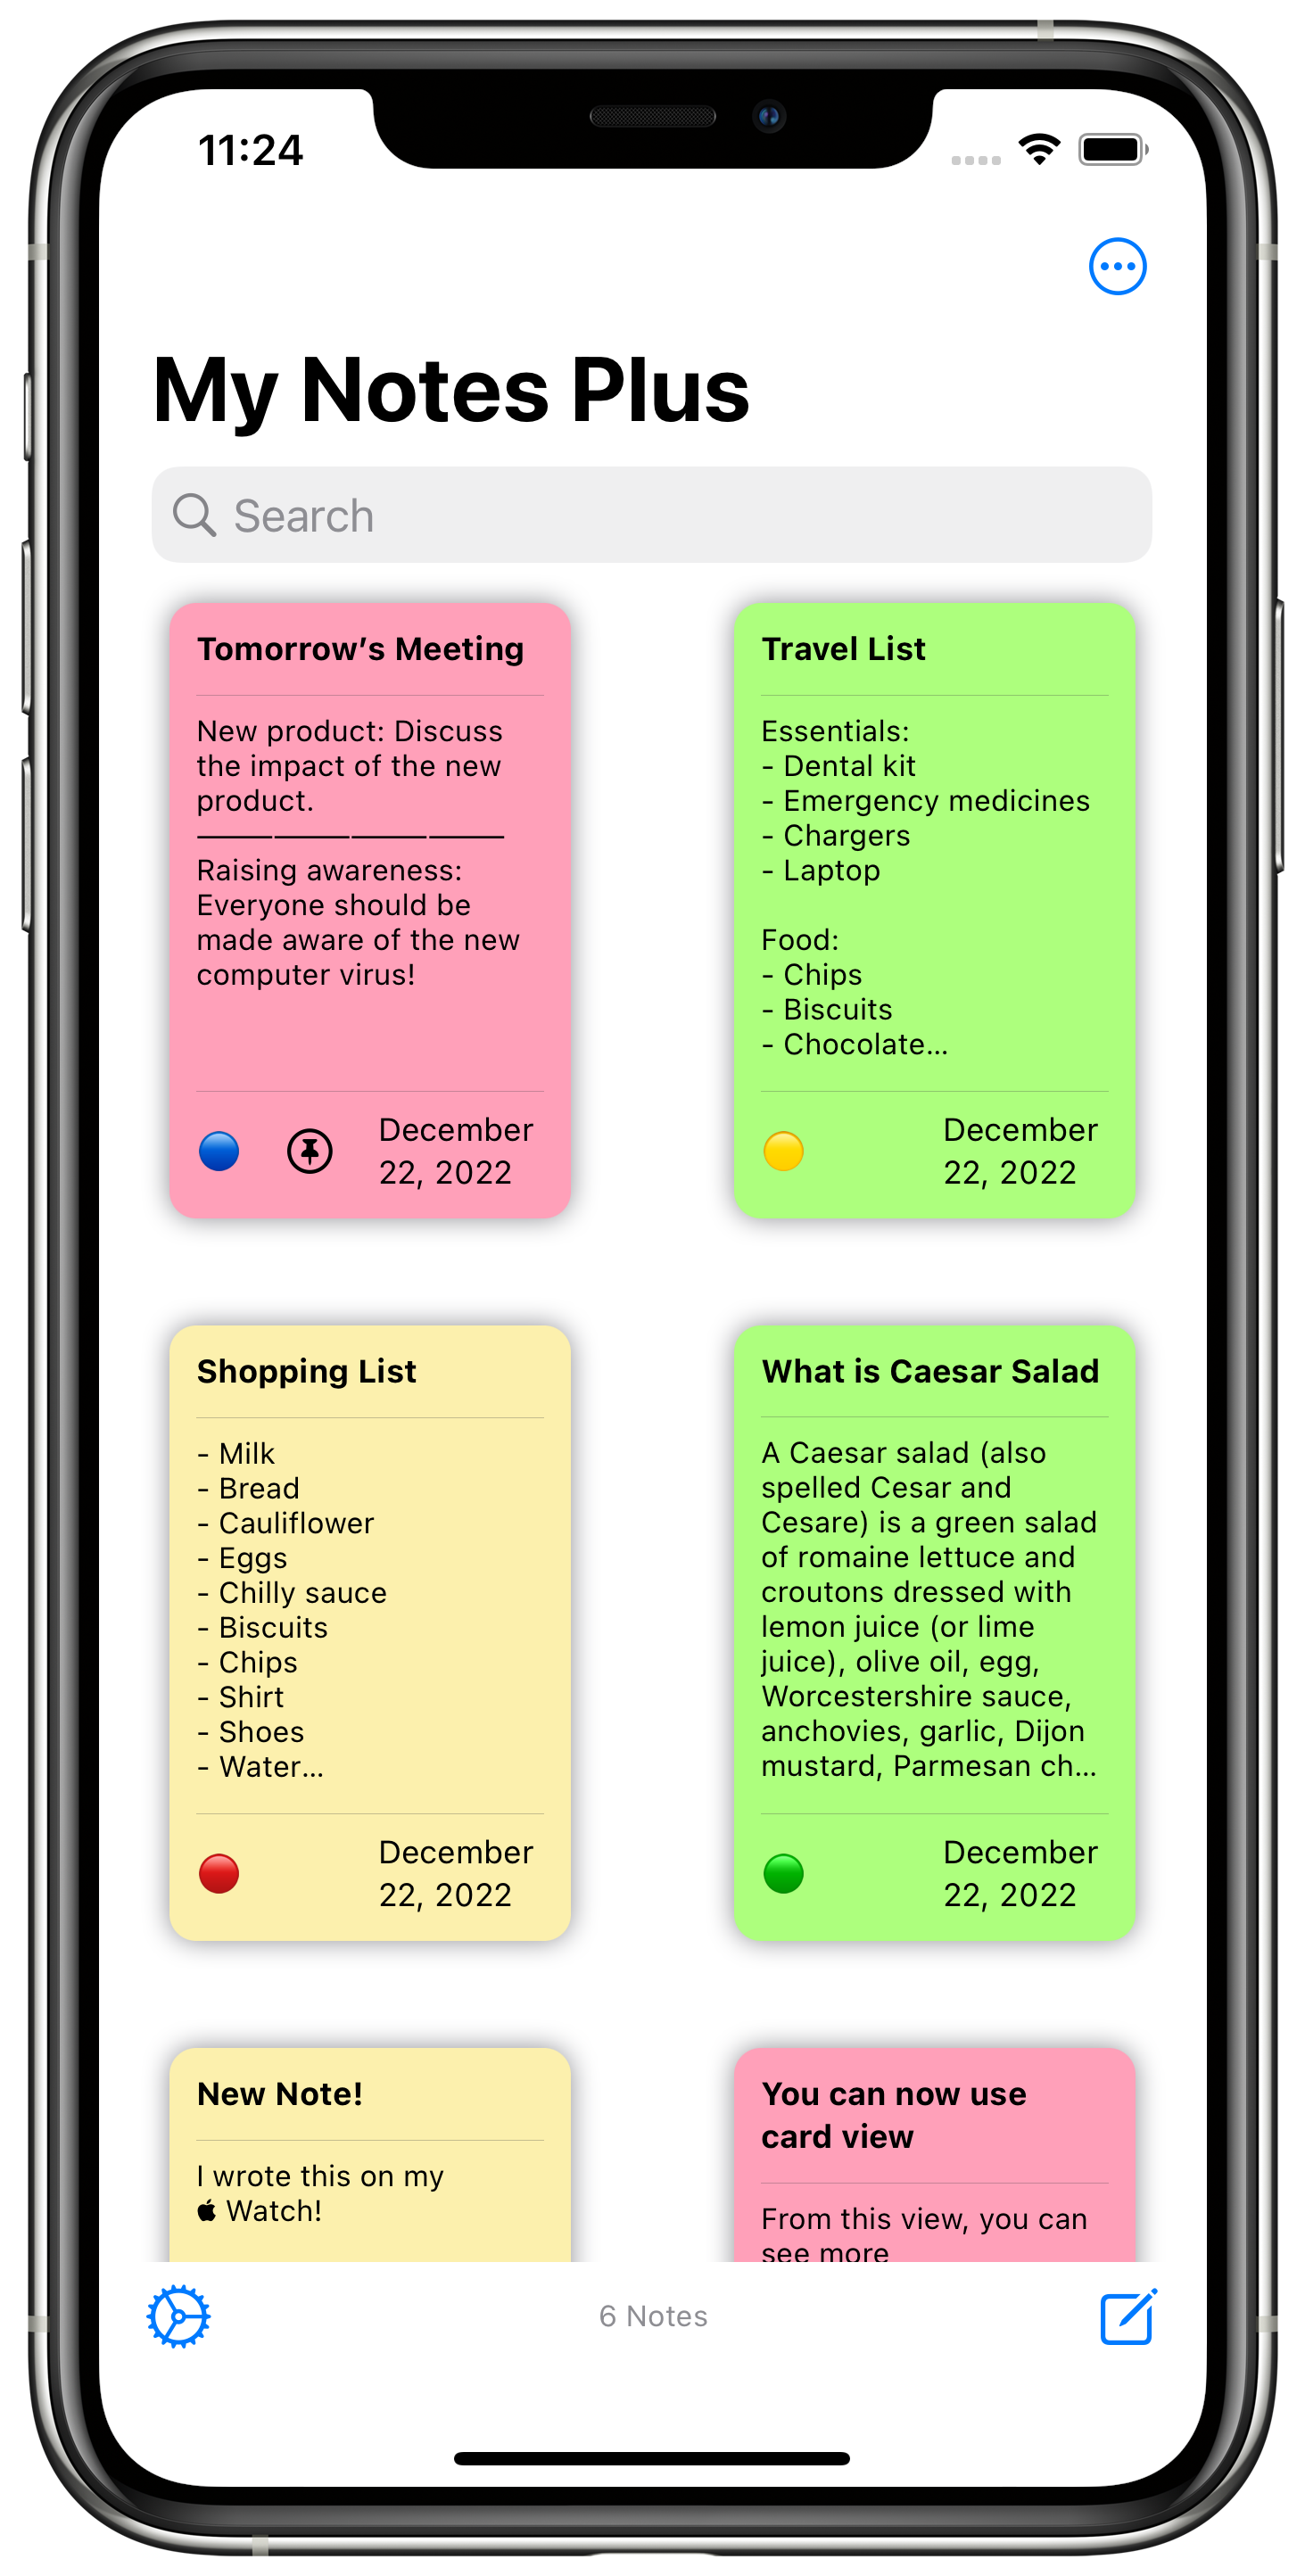 11:24
My Notes Plus
Search
Tomorrow’s Meeting
New product: Discuss
the impact of the new
product.
————————————
Raising awareness:
Everyone should be
made aware of the new
computer virus!
December
22, 2022
Travel List
Essentials:
- Dental kit
- Emergency medicines
- Chargers
- Laptop
Food:
- Chips
- Biscuits
- Chocolate...
December
22, 2022
Shopping List
- Milk
- Bread
- Cauliflower
- Eggs
- Chilly sauce
- Biscuits
- Chips
- Shirt
- Shoes
- Water...
December
22, 2022
What is Caesar Salad
A Caesar salad (also
spelled Cesar and
Cesare) is a green salad
of romaine lettuce and
croutons dressed with
lemon juice (or lime
juice), olive oil, egg,
Worcestershire sauce,
anchovies, garlic, Dijon
mustard, Parmesan ch...
December
22, 2022
New Note!
I wrote this on my
 Watch!
You can now use
card view
From this view, you can
see more
6 Notes